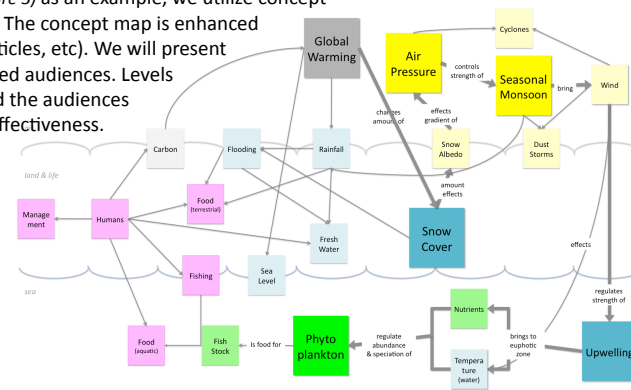 5) as an example, we utilize concept
The concept map is enhanced
ticles, etc). We will present
ed audiences. Levels
d the audiences
ffectiveness.
Global
Warming
Air
Pressure
controls
strength of
Seasonal
Monsoon
bring
Cyclones
Wind
changes
amount of
effects
gradient of
Carbon
Flooding
Rainfall
Snow
Albedo
Dust
Storms
land & life
amount
effects
Manage
ment
Humans
Food
(terrestrial)
Fresh
Water
Snow
Cover
effects
Fishing
Sea
Level
sea
regulates
strength of
Nutrients
Food
(aquatic)
Fish
Stock
Is food for
Phyto
plankton
regulate
abundance
& speciation of
Tempera
ture
(water)
brings to
euphotic
zone
Upwelling